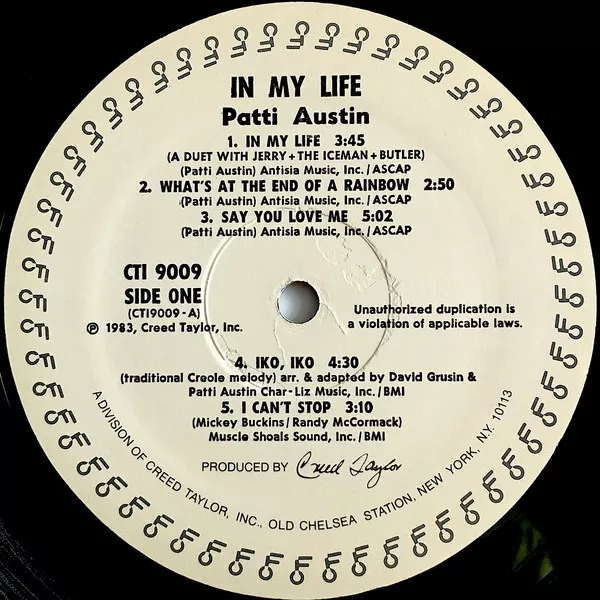 IN MY LIFE
Patti Austin
1. IN MY LIFE 3:45
(A DUET WITH JERRY + THE ICEMAN + BUTLER)
(Patti Austin) Antisia Music, Inc. / ASCAP
2. WHAT'S AT THE END OF A RAINBOW 2:50
(Patti Austin) Antisia Music, Inc. / ASCAP
3. SAY YOU LOVE ME 5:02
(Patti Austin) Antisia Music, Inc. / ASCAP
CTI 9009
SIDE ONE
(CTI9009 - A)
℗ 1983, Creed Taylor, Inc.
Unauthorized duplication is
a violation of applicable laws.
4. IKO, IKO 4:30
(traditional Creole melody) arr. & adapted by David Grusin &
Patti Austin Char-Liz Music, Inc. / BMI
5. I CAN'T STOP 3:10
(Mickey Buckins / Randy McCormack)
Muscle Shoals Sound, Inc. / BMI
PRODUCED BY Creed Taylor
A DIVISION OF CREED TAYLOR, INC., OLD CHELSEA STATION, NEW YORK, N.Y. 10113